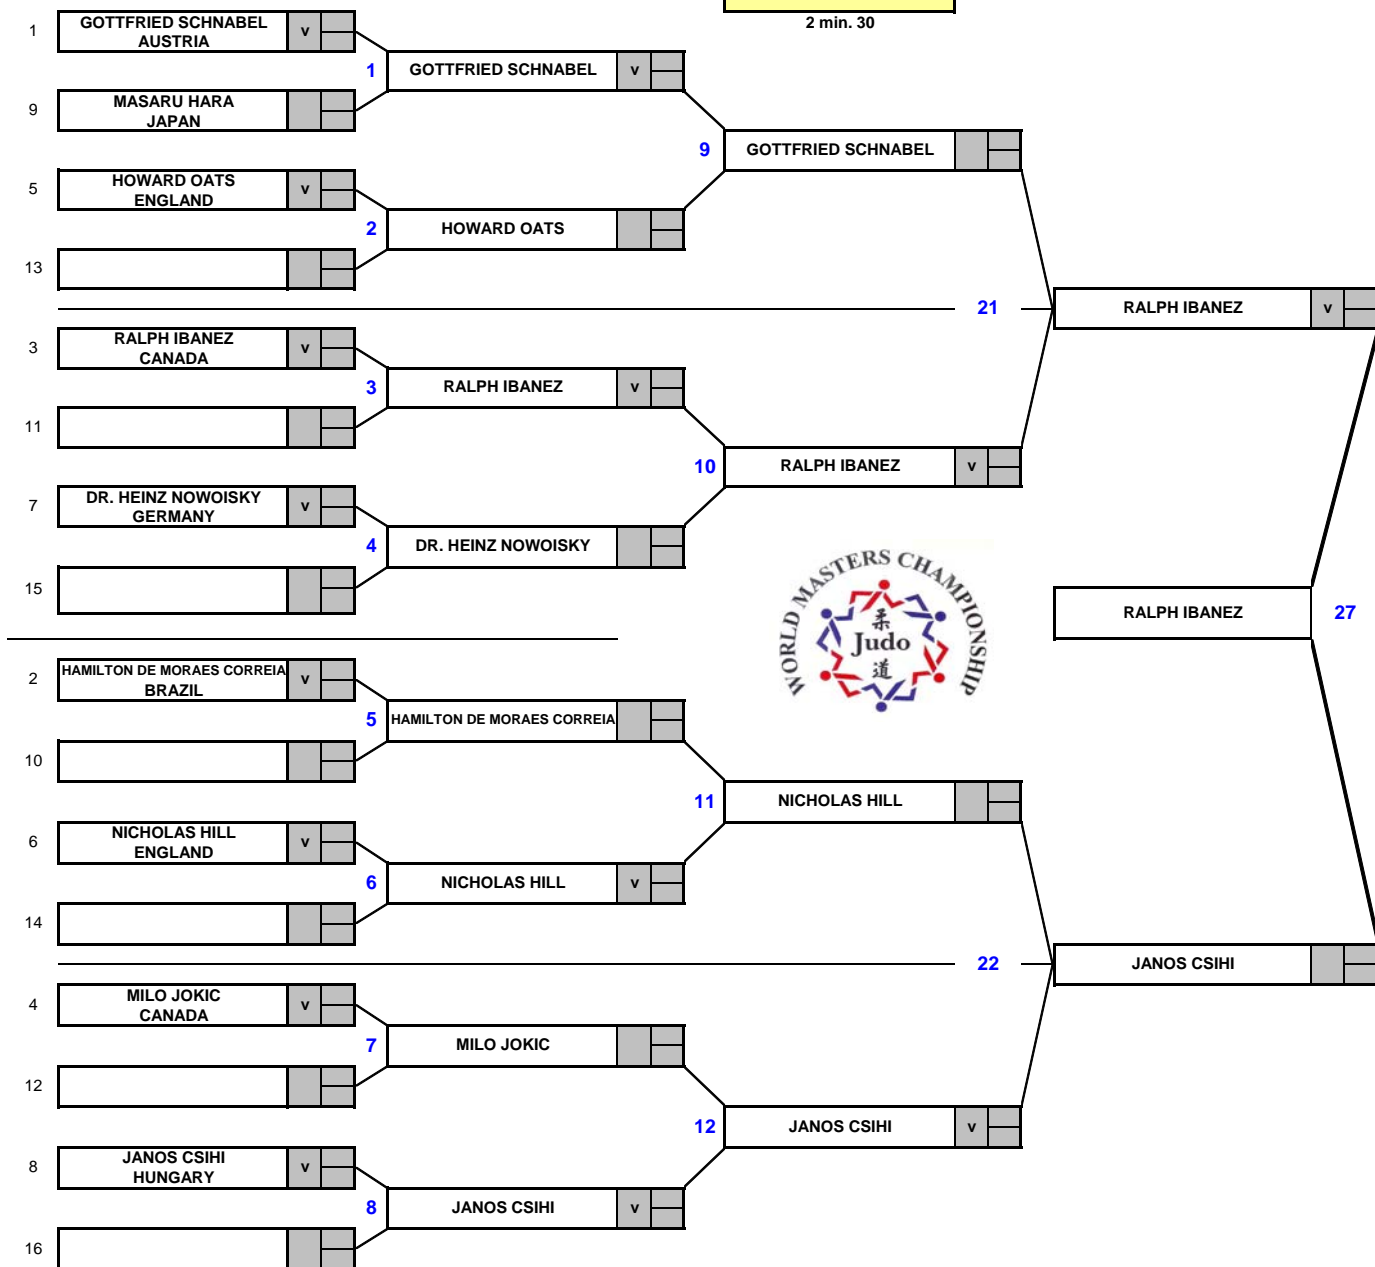 2 min. 30
1
GOTTFRIED SCHNABEL
AUSTRIA
v
1
GOTTFRIED SCHNABEL
v
9
MASARU HARA
JAPAN
9
GOTTFRIED SCHNABEL
5
HOWARD OATS
ENGLAND
v
2
HOWARD OATS
13
21
RALPH IBANEZ
v
3
RALPH IBANEZ
CANADA
v
3
RALPH IBANEZ
v
11
10
RALPH IBANEZ
v
7
DR. HEINZ NOWOISKY
GERMANY
v
4
DR. HEINZ NOWOISKY
15
WORLD MASTERS CHAMPIONSHIP
柔
Judo
道
RALPH IBANEZ
27
2
HAMILTON DE MORAES CORREIA
BRAZIL
v
5
HAMILTON DE MORAES CORREIA
10
11
NICHOLAS HILL
6
NICHOLAS HILL
ENGLAND
v
6
NICHOLAS HILL
v
14
22
JANOS CSIHI
4
MILO JOKIC
CANADA
v
7
MILO JOKIC
12
12
JANOS CSIHI
v
8
JANOS CSIHI
HUNGARY
v
8
JANOS CSIHI
v
16